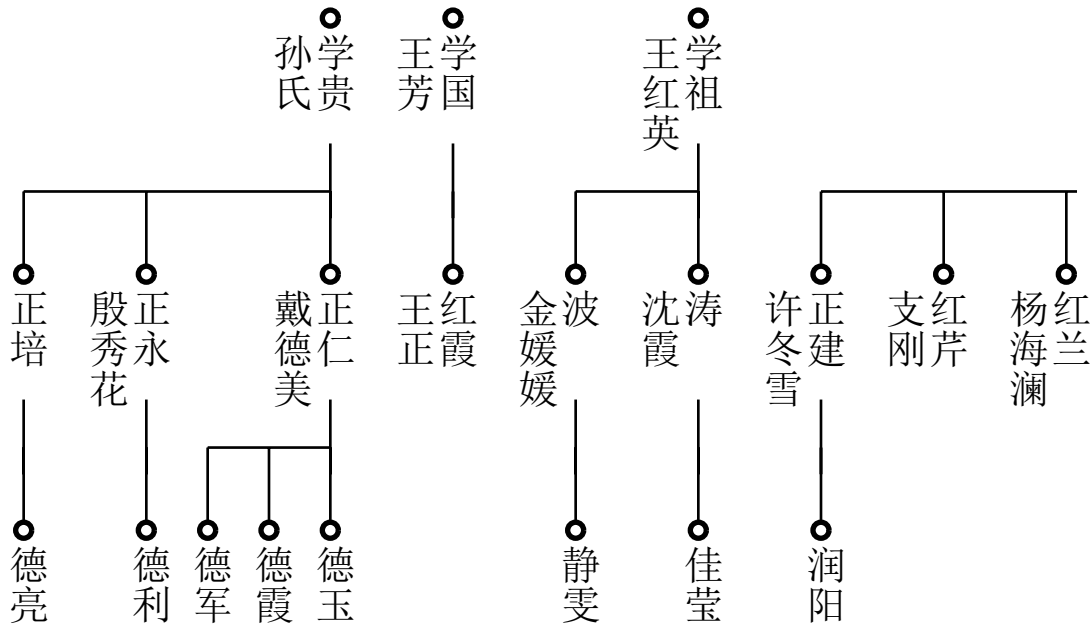 学祖
王红英
学国
王芳
学贵
孙氏
红兰
杨海澜
红芹
支刚
正建
许冬雪
涛
沈霞
波
金媛媛
红霞
王正
正仁
戴德美
正永
殷秀花
正培
润阳
佳莹
静雯
德玉
德霞
德军
德利
德亮